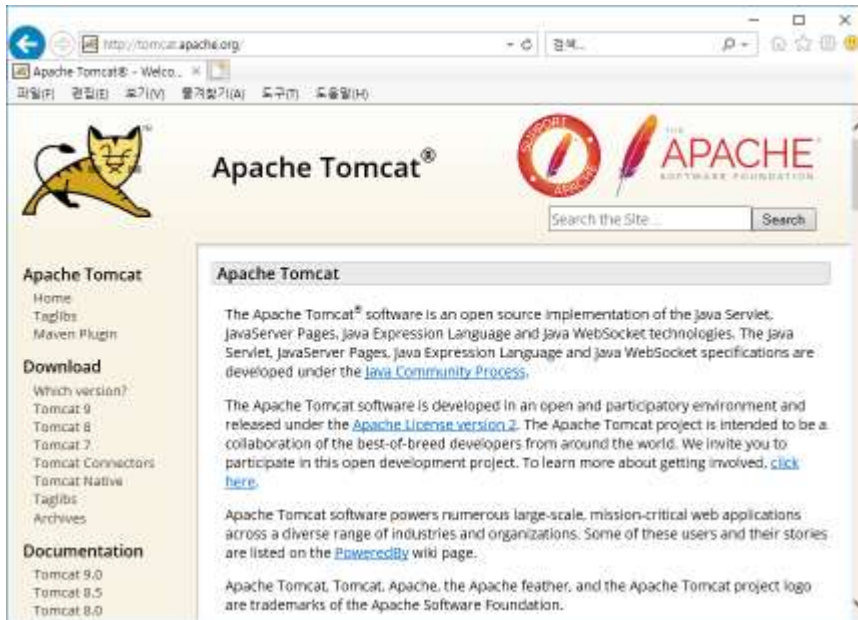 http://tomcat.apache.org/
검색...
Apache Tomcat® - Welco...
파일(F) 편집(E) 보기(V) 즐겨찾기(A) 도구(T) 도움말(H)
TM
Apache Tomcat®
SUPPORT
APACHE
THE
APACHE®
SOFTWARE FOUNDATION
Search the Site...
Search
Apache Tomcat
Home
Taglibs
Maven Plugin
Download
Which version?
Tomcat 9
Tomcat 8
Tomcat 7
Tomcat Connectors
Tomcat Native
Taglibs
Archives
Documentation
Tomcat 9.0
Tomcat 8.5
Tomcat 8.0
Apache Tomcat
The Apache Tomcat® software is an open source implementation of the Java Servlet,
JavaServer Pages, Java Expression Language and Java WebSocket technologies. The Java
Servlet, JavaServer Pages, Java Expression Language and Java WebSocket specifications are
developed under the Java Community Process.
The Apache Tomcat software is developed in an open and participatory environment and
released under the Apache License version 2. The Apache Tomcat project is intended to be a
collaboration of the best-of-breed developers from around the world. We invite you to
participate in this open development project. To learn more about getting involved, click
here.
Apache Tomcat software powers numerous large-scale, mission-critical web applications
across a diverse range of industries and organizations. Some of these users and their stories
are listed on the PoweredBy wiki page.
Apache Tomcat, Tomcat, Apache, the Apache feather, and the Apache Tomcat project logo
are trademarks of the Apache Software Foundation.